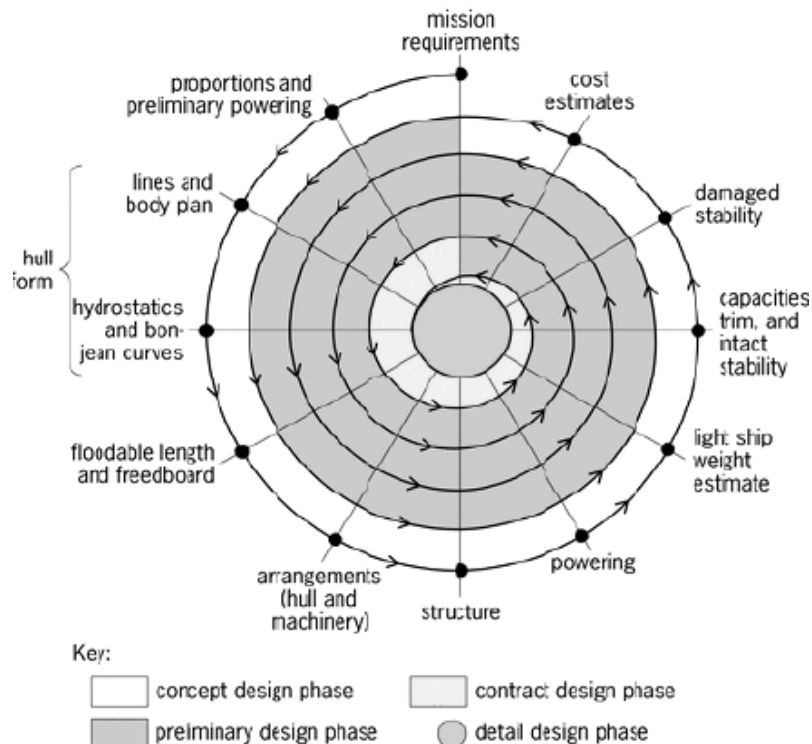 mission
requirements
cost
estimates
damaged
stability
capacities
trim, and
intact
stability
light ship
weight
estimate
powering
structure
arrangements
(hull and
machinery)
floodable length
and freedboard
hydrostatics
and bon-
jean curves
lines and
body plan
hull
form
proportions and
preliminary powering
Key:
concept design phase
contract design phase
preliminary design phase
detail design phase